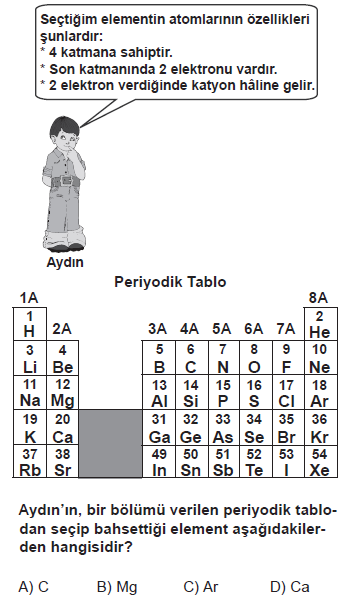 Seçtiğim elementin atomlarının özellikleri
şunlardır:
* 4 katmana sahiptir.
* Son katmanında 2 elektronu vardır.
* 2 elektron verdiğinde katyon hâline gelir.
Aydın
Periyodik Tablo
1A 8A
1 2
H 2A 3A 4A 5A 6A 7A He
3 4 5 6 7 8 9 10
Li Be B C N O F Ne
11 12 13 14 15 16 17 18
Na Mg Al Si P S Cl Ar
19 20 31 32 33 34 35 36
K Ca Ga Ge As Se Br Kr
37 38 49 50 51 52 53 54
Rb Sr In Sn Sb Te I Xe
Aydın’ın, bir bölümü verilen periyodik tablo-
dan seçip bahsettiği element aşağıdakiler-
den hangisidir?
A) C B) Mg C) Ar D) Ca